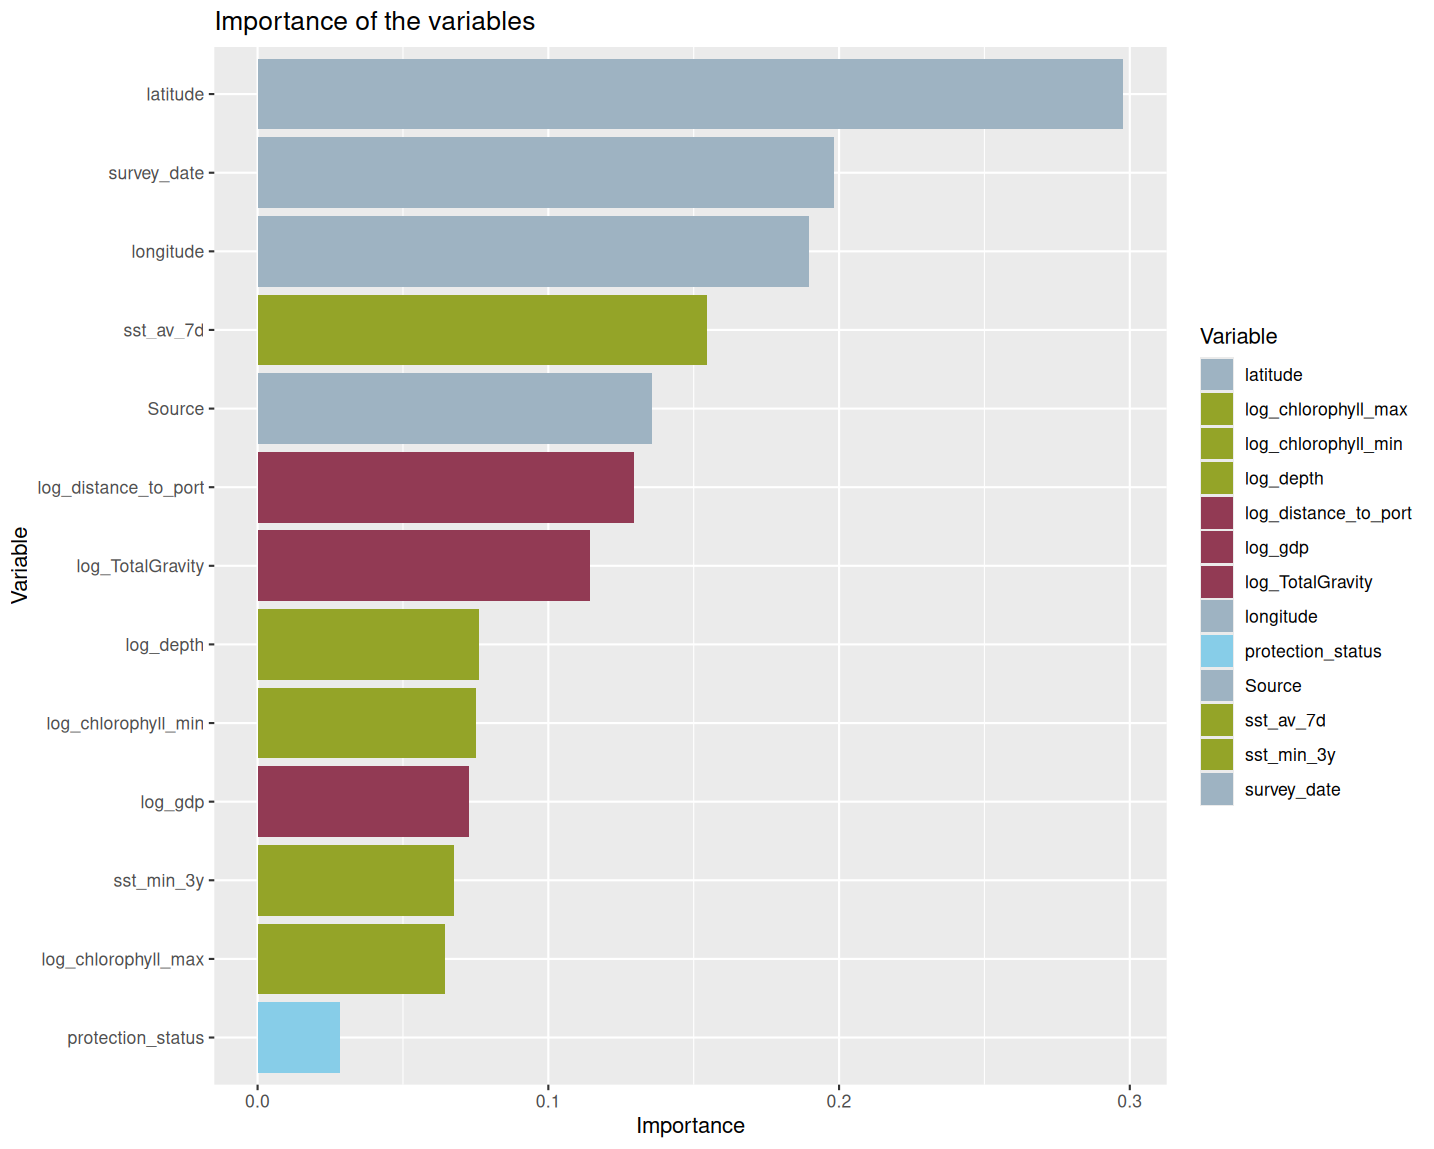 Importance of the variables
latitude
survey_date
longitude
sst_av_7d
Source
log_distance_to_port
log_TotalGravity
log_depth
log_chlorophyll_min
log_gdp
sst_min_3y
log_chlorophyll_max
protection_status
Variable
0.0 0.1 0.2 0.3
Importance
Variable
latitude
log_chlorophyll_max
log_chlorophyll_min
log_depth
log_distance_to_port
log_gdp
log_TotalGravity
longitude
protection_status
Source
sst_av_7d
sst_min_3y
survey_date